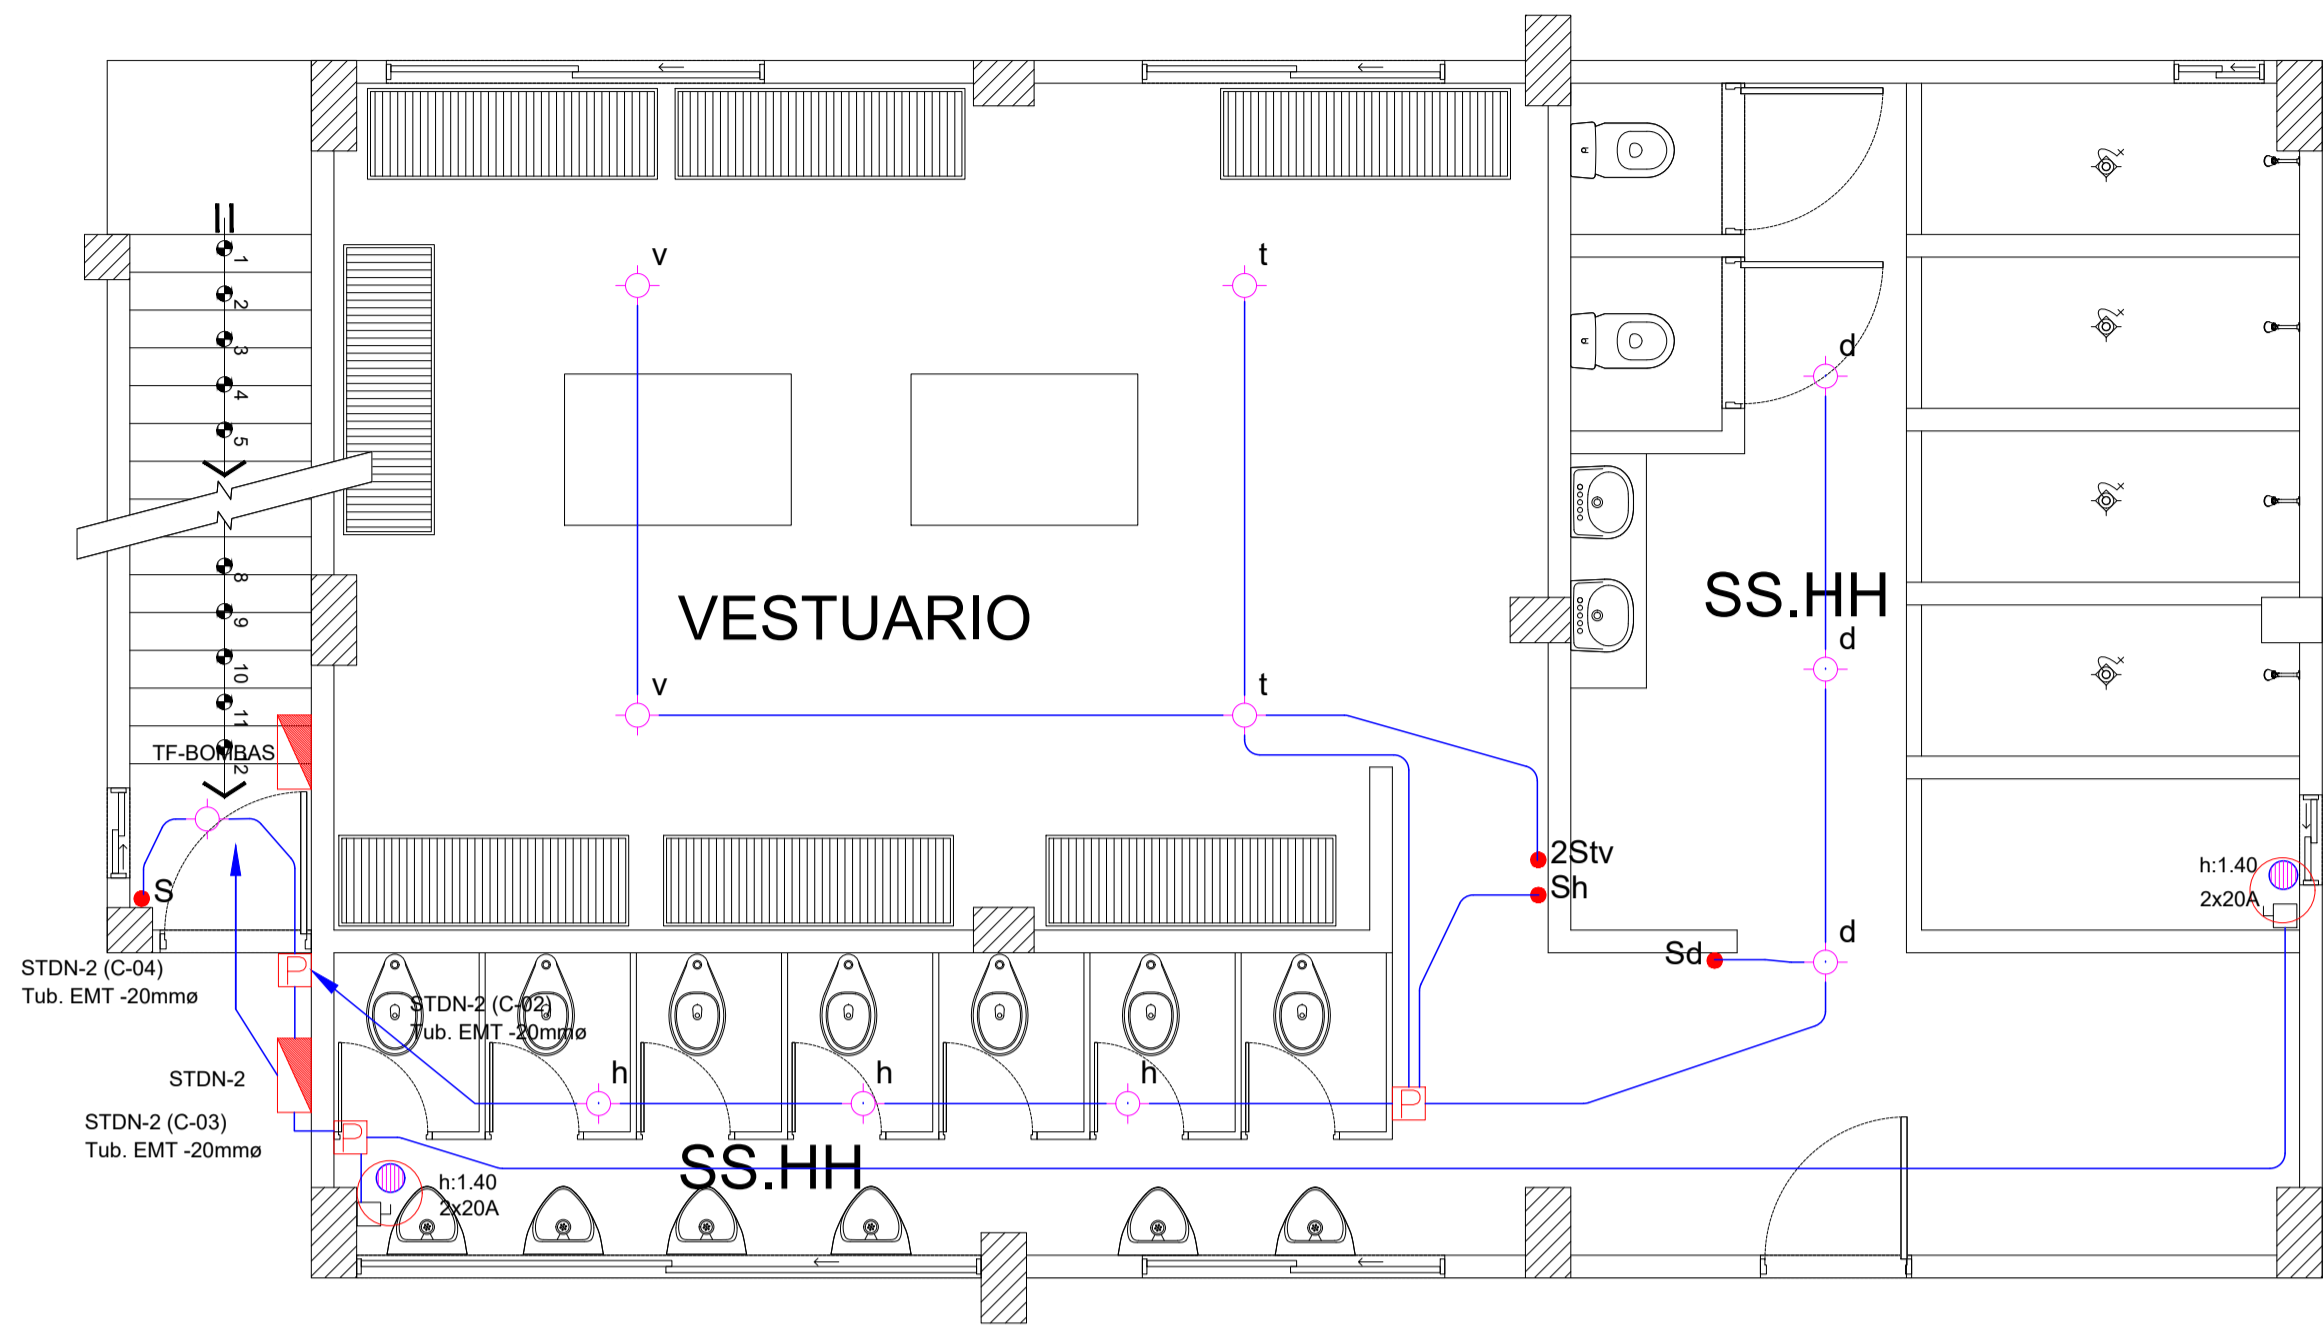 v
t
1
2
3
4
5
d
8
9
10
11
12
VESTUARIO
SS.HH
d
v
t
TF-BOMBAS
2Stv
Sh
S
h:1.40
2x20A
Sd
d
STDN-2 (C-04)
Tub. EMT -20mmø
P
STDN-2 (C-02)
Tub. EMT -20mmø
STDN-2
h
h
h
P
STDN-2 (C-03)
Tub. EMT -20mmø
P
SS.HH
h:1.40
2x20A